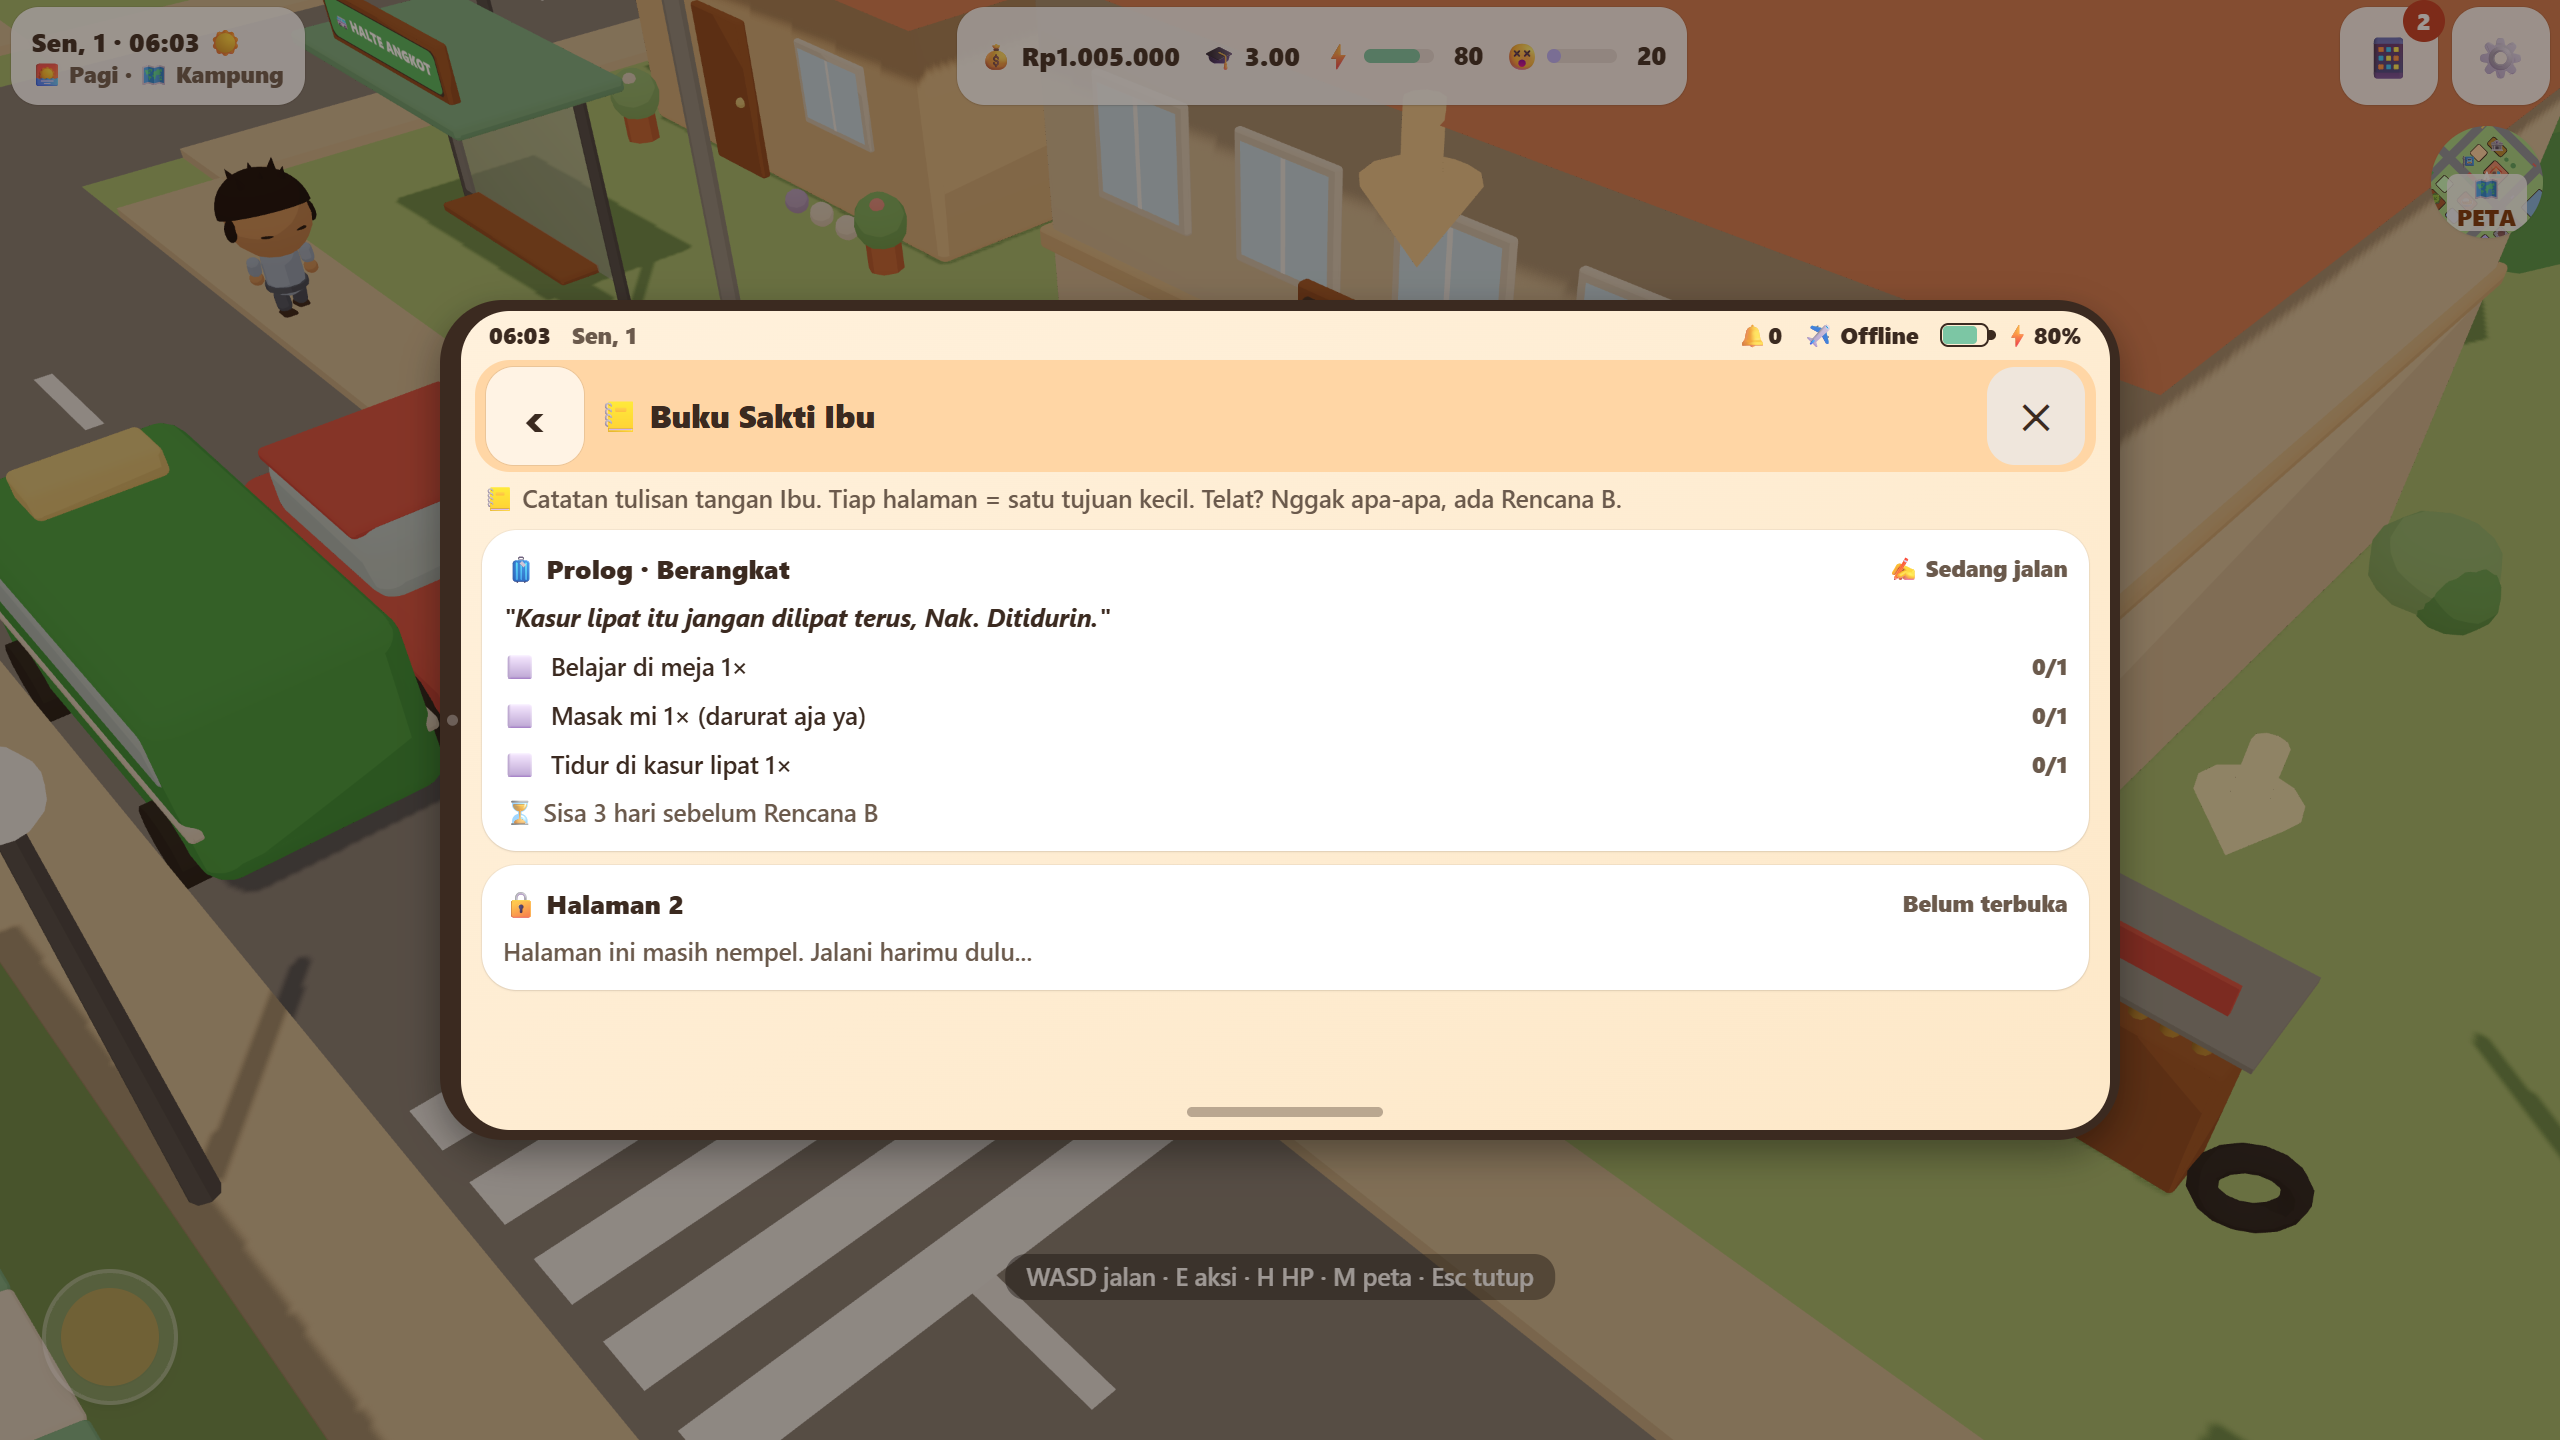 Sen, 1 · 06:03
Pagi · Kampung
HALTE ANGKOT
Rp1.005.000 3.00 80 20
2
PETA
06:03 Sen, 1 0 Offline 80%
‹ Buku Sakti Ibu ×
Catatan tulisan tangan Ibu. Tiap halaman = satu tujuan kecil. Telat? Nggak apa-apa, ada Rencana B.
Prolog · Berangkat Sedang jalan
"Kasur lipat itu jangan dilipat terus, Nak. Ditidurin."
Belajar di meja 1× 0/1
Masak mi 1× (darurat aja ya) 0/1
Tidur di kasur lipat 1× 0/1
Sisa 3 hari sebelum Rencana B
Halaman 2 Belum terbuka
Halaman ini masih nempel. Jalani harimu dulu...
WASD jalan · E aksi · H HP · M peta · Esc tutup